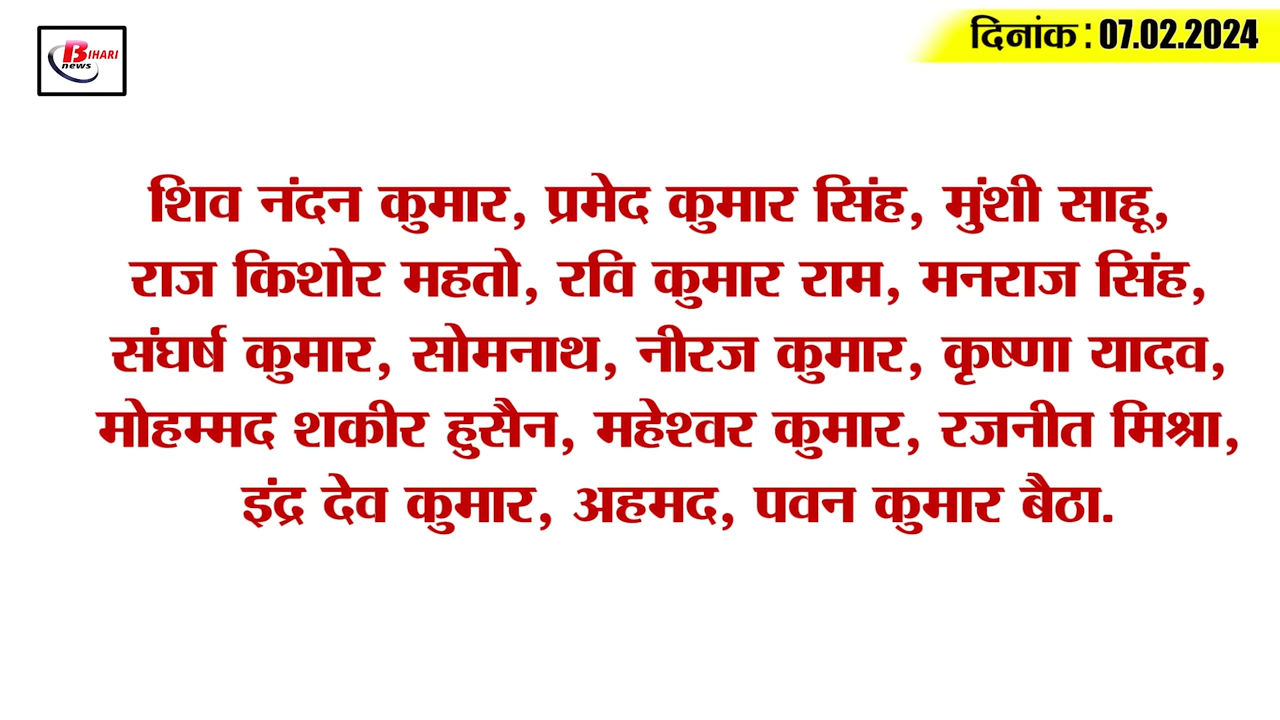 BIHARI
news
दिनांक : 07.02.2024
शिव नंदन कुमार, प्रमेद कुमार सिंह, मुंशी साहू,
राज किशोर महतो, रवि कुमार राम, मनराज सिंह,
संघर्ष कुमार, सोमनाथ, नीरज कुमार, कृष्णा यादव,
मोहम्मद शकीर हुसैन, महेश्वर कुमार, रजनीत मिश्रा,
इंद्र देव कुमार, अहमद, पवन कुमार बैठा.